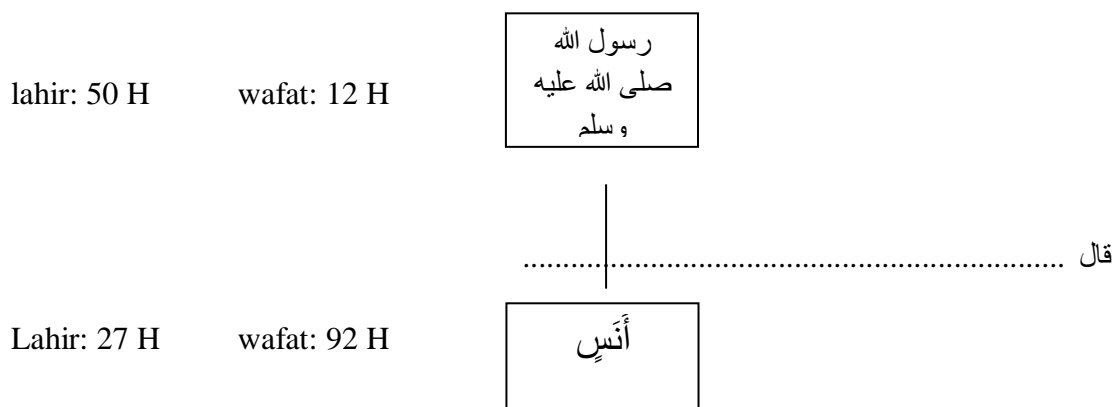 رسول الله
صلى الله عليه
وسلم
lahir: 50 H wafat: 12 H
قال .....................................................................
أَنَسٍ
Lahir: 27 H wafat: 92 H